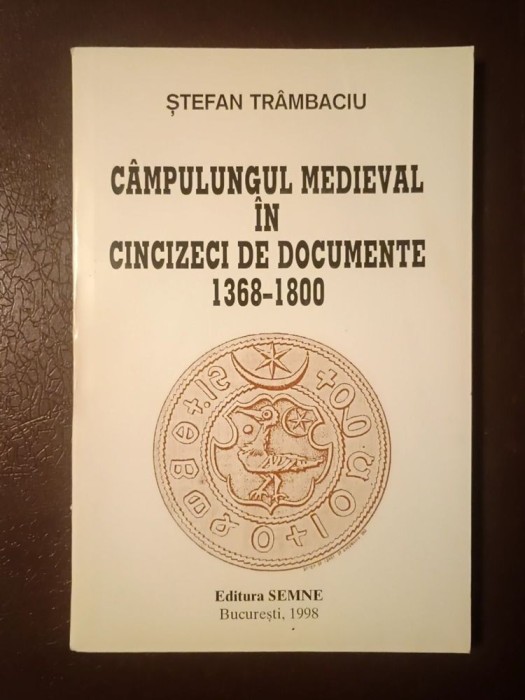 ȘTEFAN TRÂMBACIU
CÂMPULUNGUL MEDIEVAL
ÎN
CINCIZECI DE DOCUMENTE
1368-1800
Editura SEMNE
București, 1998